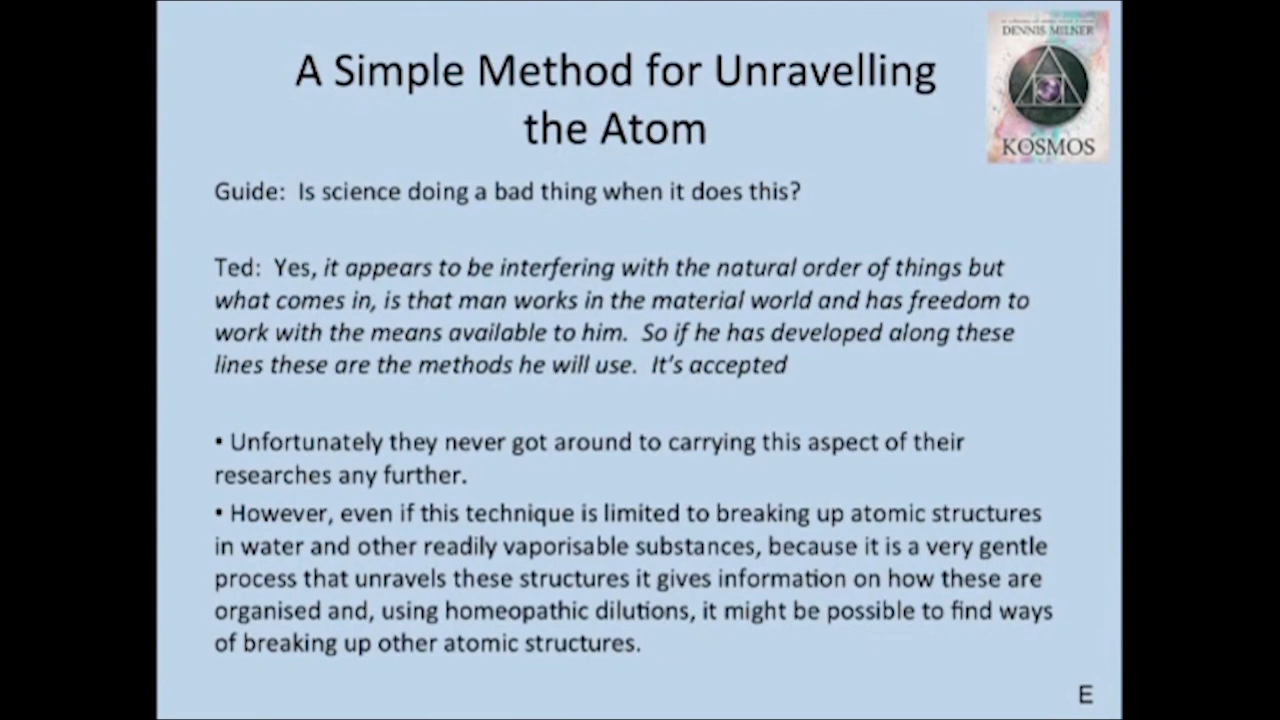 A Simple Method for Unravelling
the Atom
DENNIS MILNER
KOSMOS
Guide:  Is science doing a bad thing when it does this?
Ted:  Yes, it appears to be interfering with the natural order of things but
what comes in, is that man works in the material world and has freedom to
work with the means available to him.  So if he has developed along these
lines these are the methods he will use.  It's accepted
• Unfortunately they never got around to carrying this aspect of their
researches any further.
• However, even if this technique is limited to breaking up atomic structures
in water and other readily vaporisable substances, because it is a very gentle
process that unravels these structures it gives information on how these are
organised and, using homeopathic dilutions, it might be possible to find ways
of breaking up other atomic structures.
E